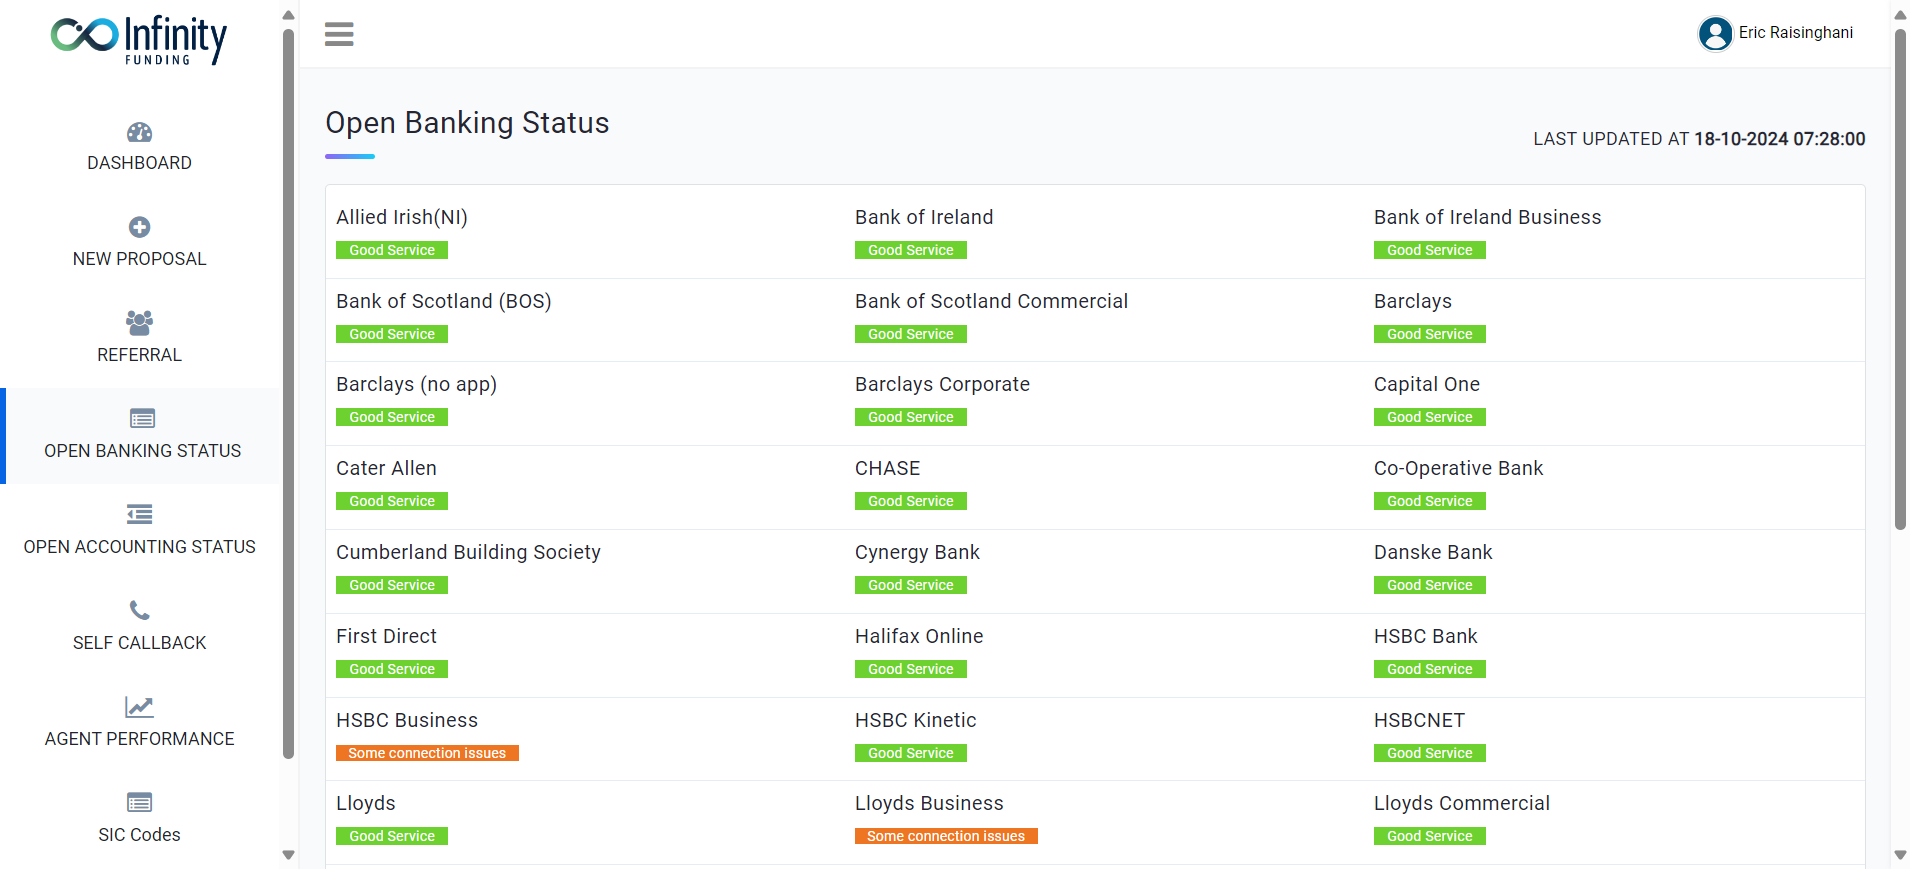 Infinity
FUNDING
Eric Raisinghani
DASHBOARD
NEW PROPOSAL
REFERRAL
OPEN BANKING STATUS
OPEN ACCOUNTING STATUS
SELF CALLBACK
AGENT PERFORMANCE
SIC Codes
Open Banking Status
LAST UPDATED AT 18-10-2024 07:28:00
Allied Irish(NI)
Good Service
Bank of Ireland
Good Service
Bank of Ireland Business
Good Service
Bank of Scotland (BOS)
Good Service
Bank of Scotland Commercial
Good Service
Barclays
Good Service
Barclays (no app)
Good Service
Barclays Corporate
Good Service
Capital One
Good Service
Cater Allen
Good Service
CHASE
Good Service
Co-Operative Bank
Good Service
Cumberland Building Society
Good Service
Cynergy Bank
Good Service
Danske Bank
Good Service
First Direct
Good Service
Halifax Online
Good Service
HSBC Bank
Good Service
HSBC Business
Some connection issues
HSBC Kinetic
Good Service
HSBCNET
Good Service
Lloyds
Good Service
Lloyds Business
Some connection issues
Lloyds Commercial
Good Service